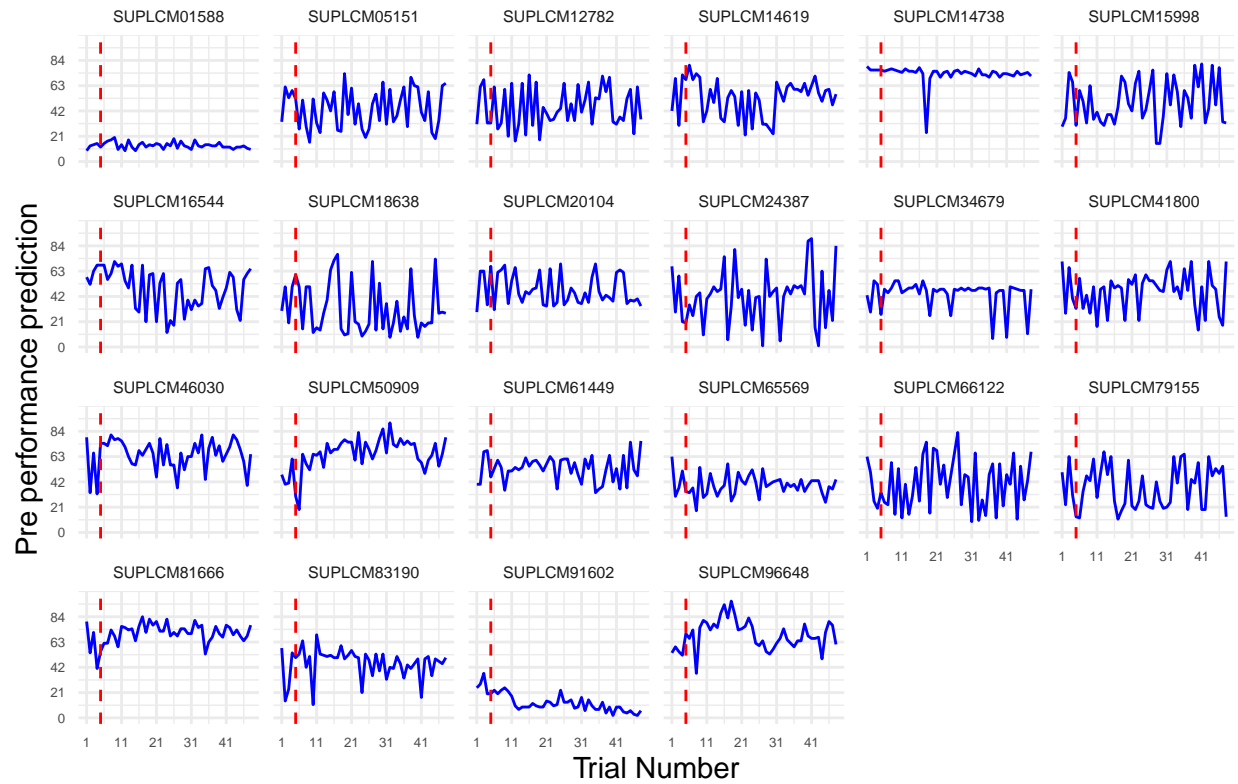 SUPLCM01588 SUPLCM05151 SUPLCM12782 SUPLCM14619 SUPLCM14738 SUPLCM15998
84
63
42
21
0
SUPLCM16544 SUPLCM18638 SUPLCM20104 SUPLCM24387 SUPLCM34679 SUPLCM41800
84
63
42
21
0
Pre performance prediction
SUPLCM46030 SUPLCM50909 SUPLCM61449 SUPLCM65569 SUPLCM66122 SUPLCM79155
84
63
42
21
0
1 11 21 31 41 1 11 21 31 41
SUPLCM81666 SUPLCM83190 SUPLCM91602 SUPLCM96648
84
63
42
21
0
1 11 21 31 41 1 11 21 31 41 1 11 21 31 41 1 11 21 31 41
Trial Number